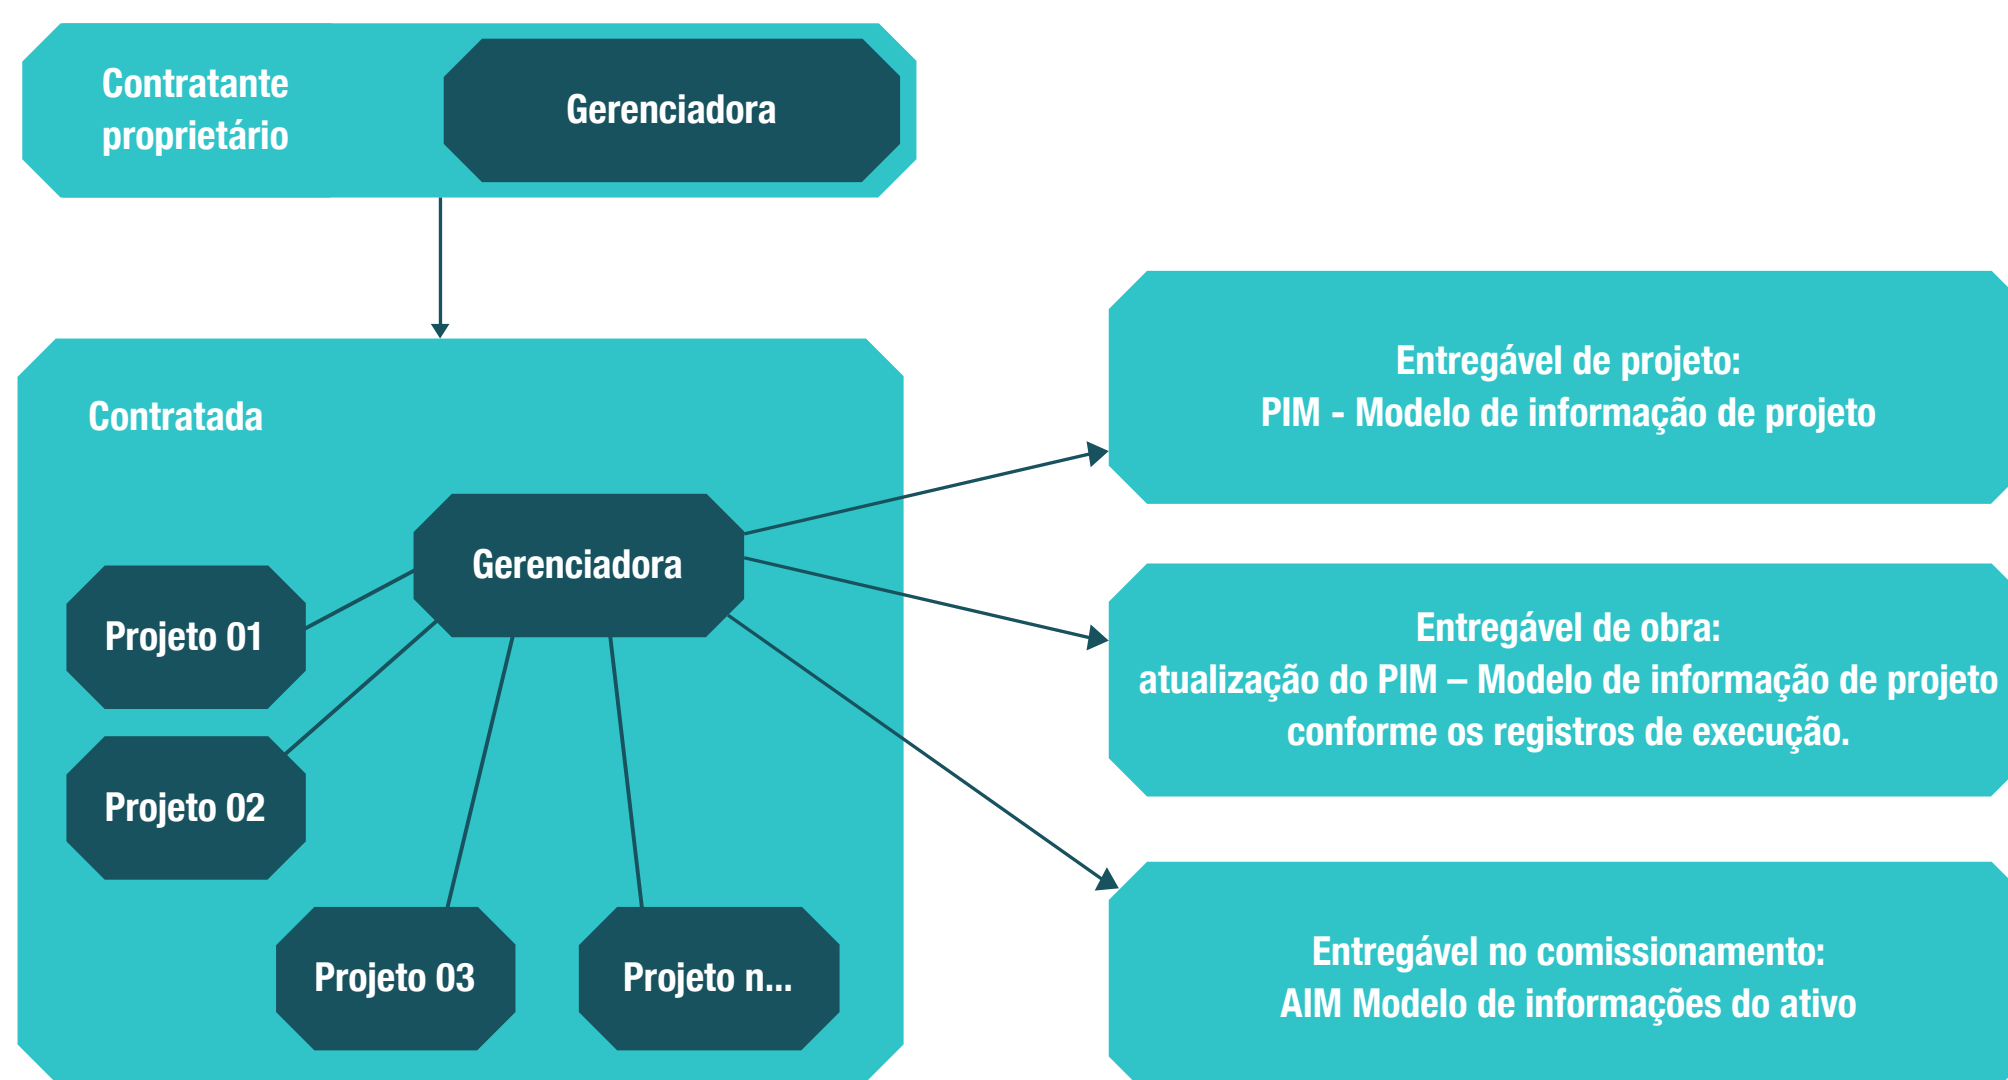 Contratante
proprietário
Gerenciadora
Contratada
Gerenciadora
Projeto 01
Projeto 02
Projeto 03
Projeto n...
Entregável de projeto:
PIM - Modelo de informação de projeto
Entregável de obra:
atualização do PIM – Modelo de informação de projeto
conforme os registros de execução.
Entregável no comissionamento:
AIM Modelo de informações do ativo